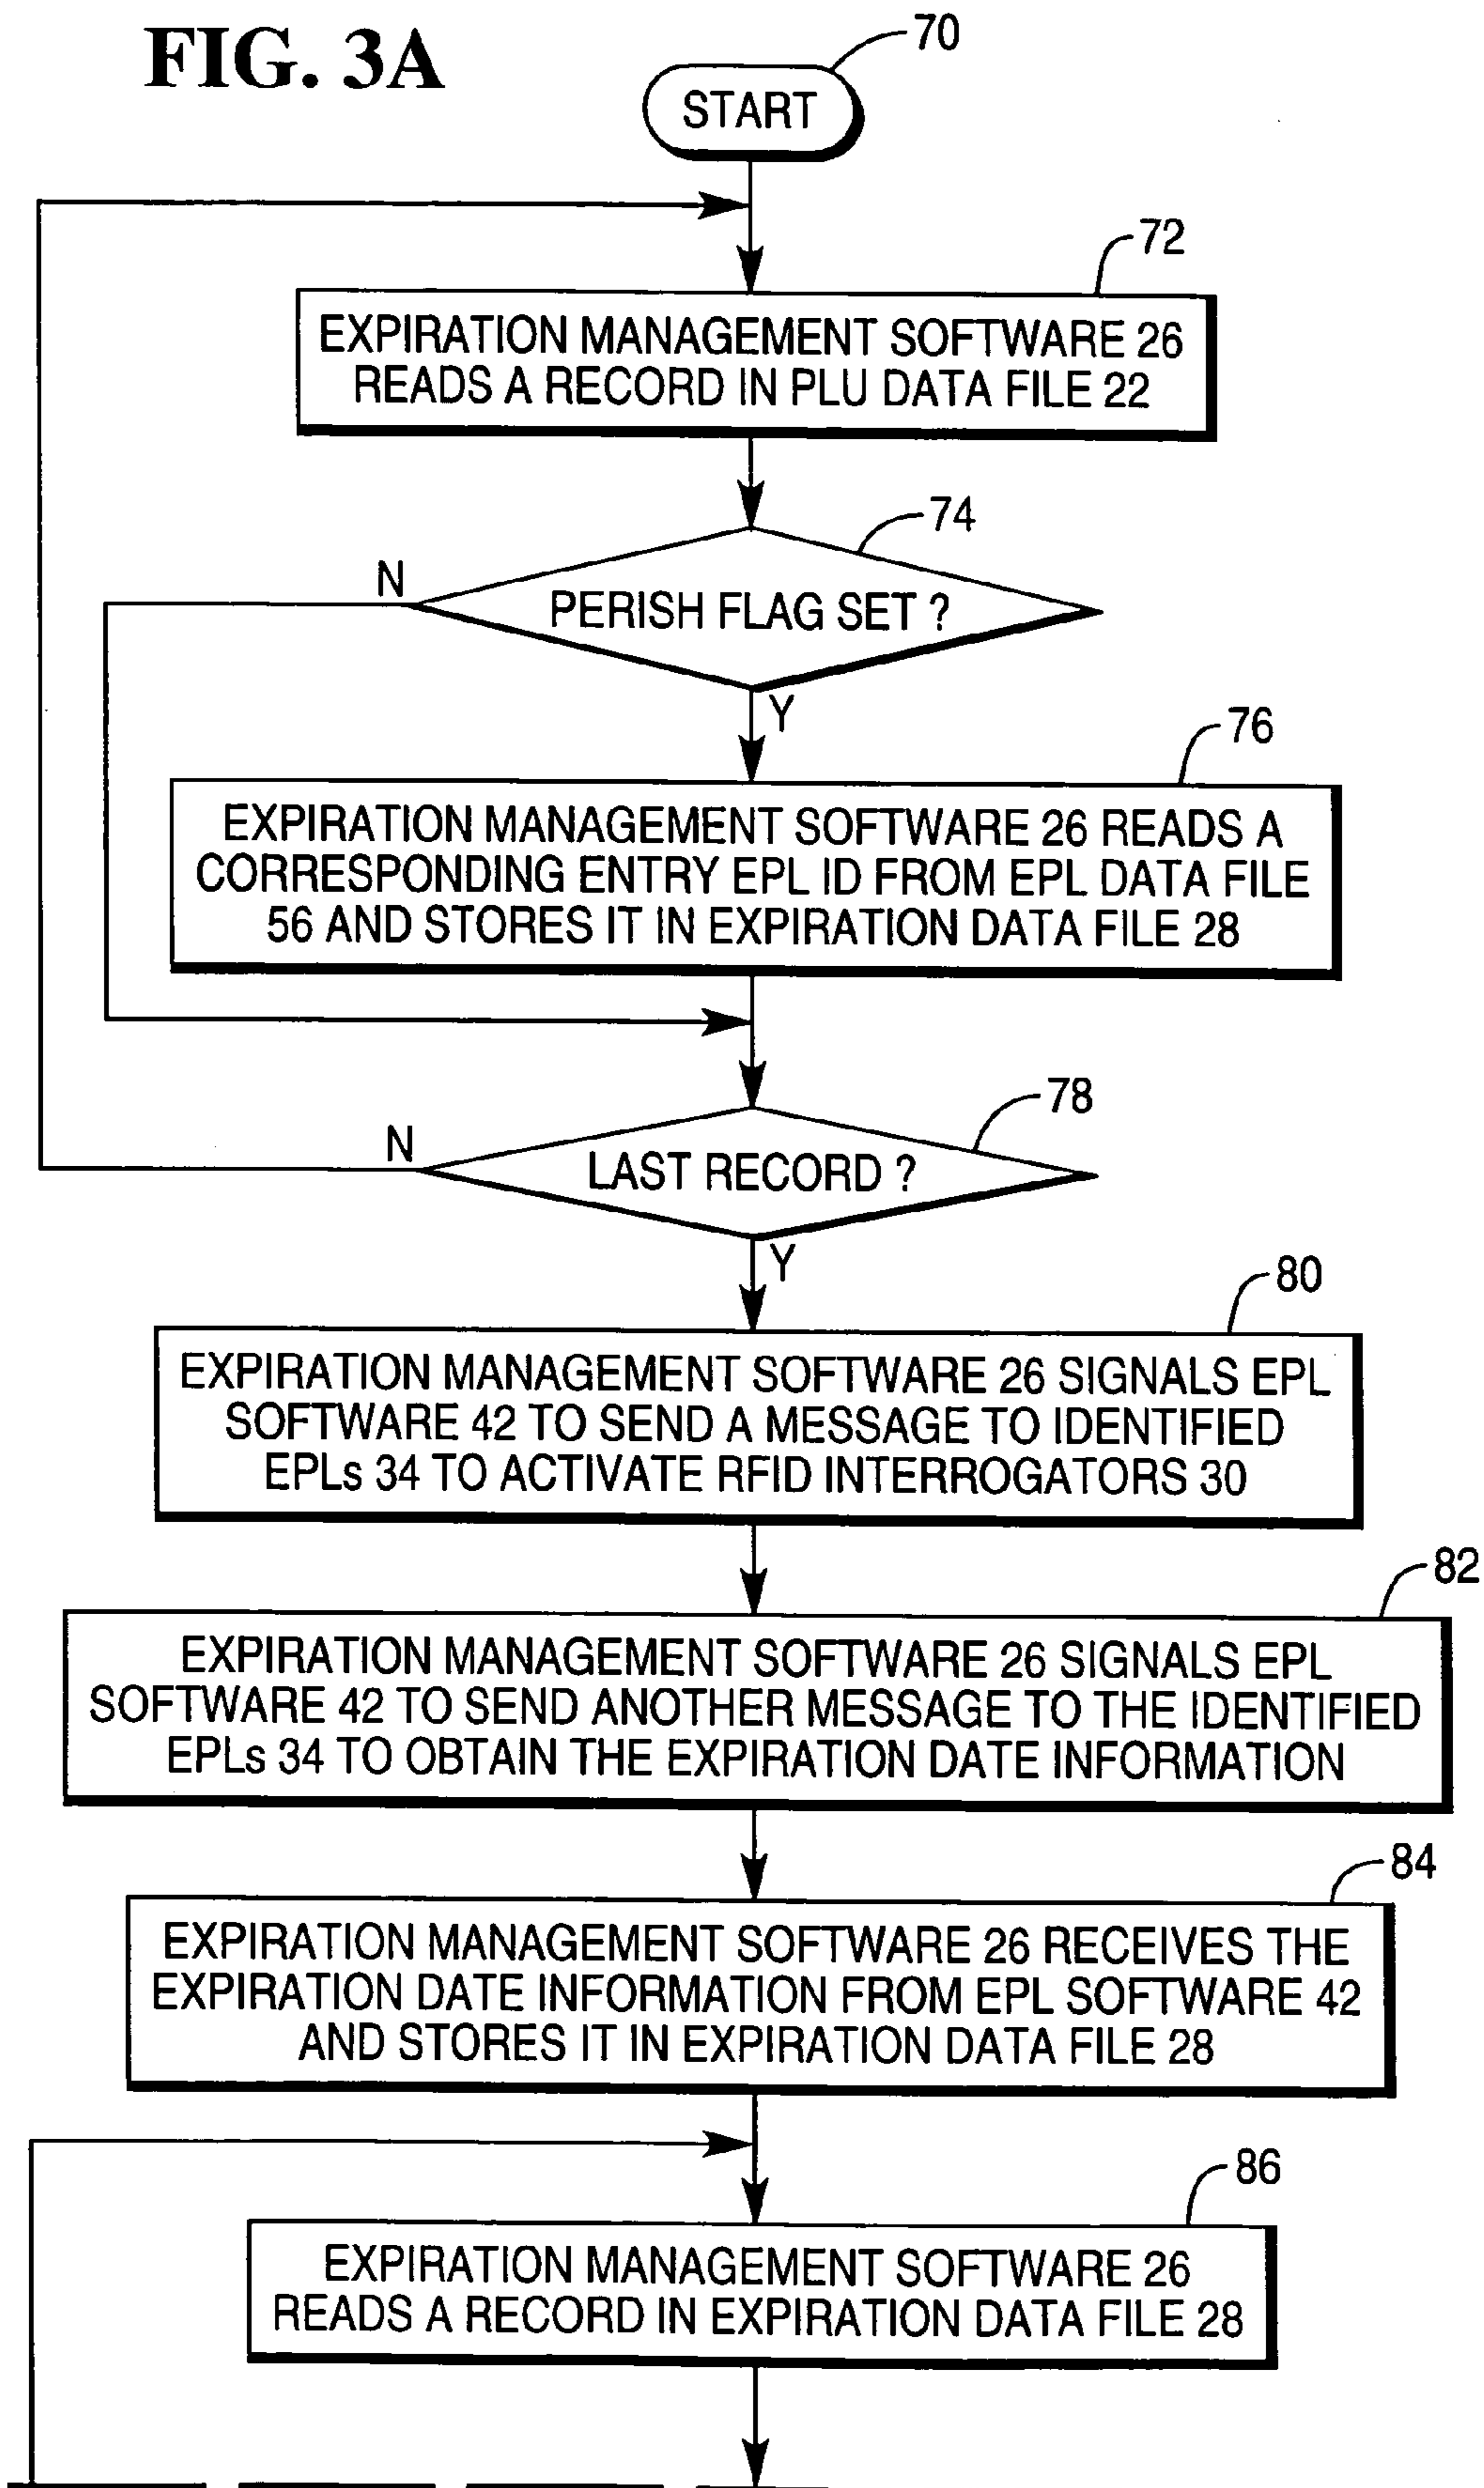 FIG. 3A
70
START
72
EXPIRATION MANAGEMENT SOFTWARE 26
READS A RECORD IN PLU DATA FILE 22
74
N
PERISH FLAG SET ?
Y
76
EXPIRATION MANAGEMENT SOFTWARE 26 READS A
CORRESPONDING ENTRY EPL ID FROM EPL DATA FILE
56 AND STORES IT IN EXPIRATION DATA FILE 28
78
N
LAST RECORD ?
Y
80
EXPIRATION MANAGEMENT SOFTWARE 26 SIGNALS EPL
SOFTWARE 42 TO SEND A MESSAGE TO IDENTIFIED
EPLs 34 TO ACTIVATE RFID INTERROGATORS 30
82
EXPIRATION MANAGEMENT SOFTWARE 26 SIGNALS EPL
SOFTWARE 42 TO SEND ANOTHER MESSAGE TO THE IDENTIFIED
EPLs 34 TO OBTAIN THE EXPIRATION DATE INFORMATION
84
EXPIRATION MANAGEMENT SOFTWARE 26 RECEIVES THE
EXPIRATION DATE INFORMATION FROM EPL SOFTWARE 42
AND STORES IT IN EXPIRATION DATA FILE 28
86
EXPIRATION MANAGEMENT SOFTWARE 26
READS A RECORD IN EXPIRATION DATA FILE 28